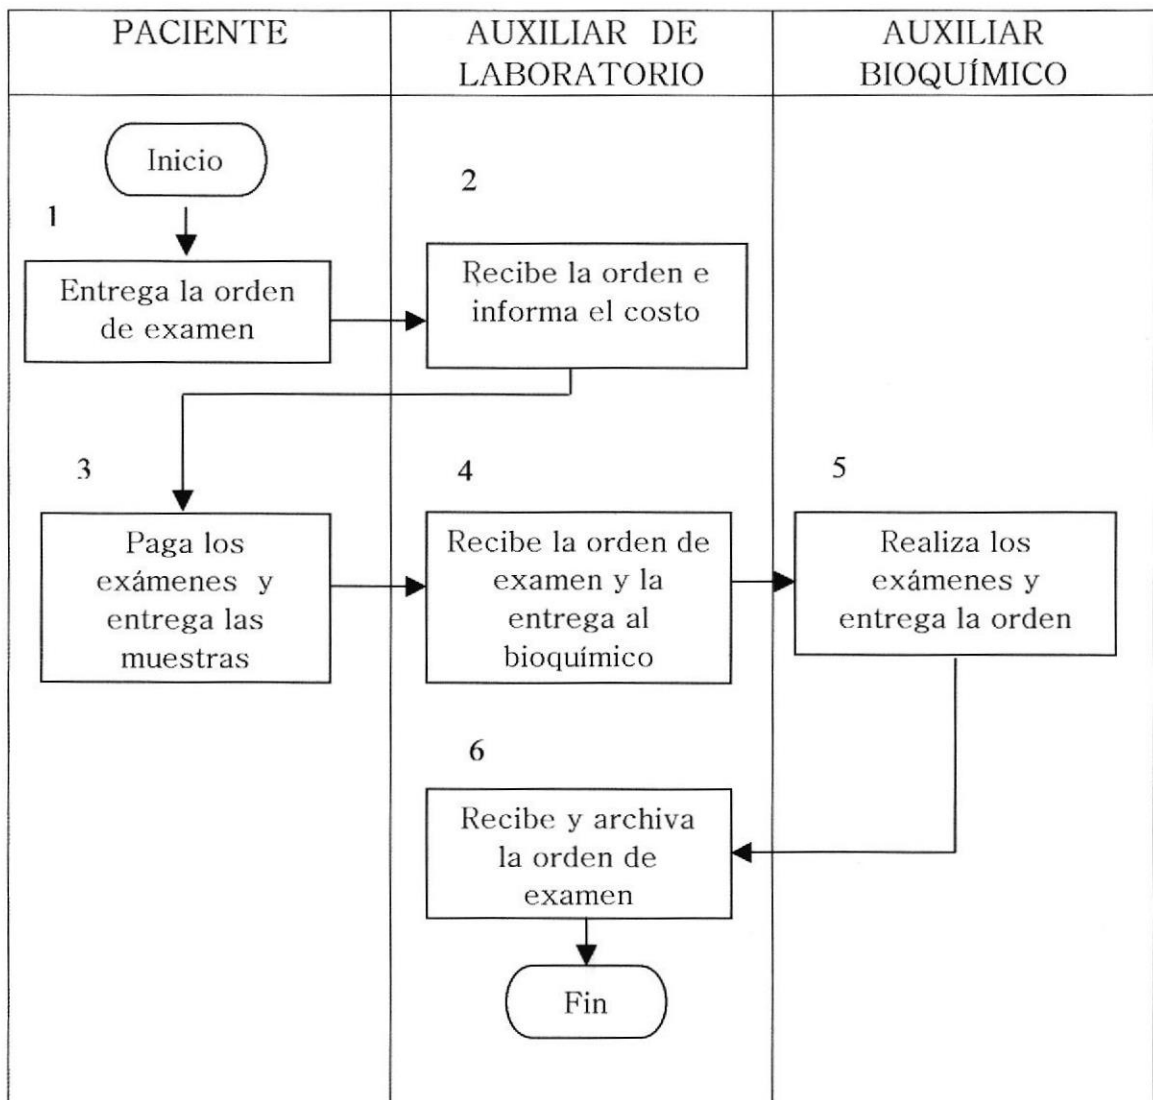 PACIENTE
AUXILIAR DE
LABORATORIO
AUXILIAR
BIOQUÍMICO
Inicio
1
Entrega la orden
de examen
2
Recibe la orden e
informa el costo
3
Paga los
exámenes y
entrega las
muestras
4
Recibe la orden de
examen y la
entrega al
bioquímico
5
Realiza los
exámenes y
entrega la orden
6
Recibe y archiva
la orden de
examen
Fin